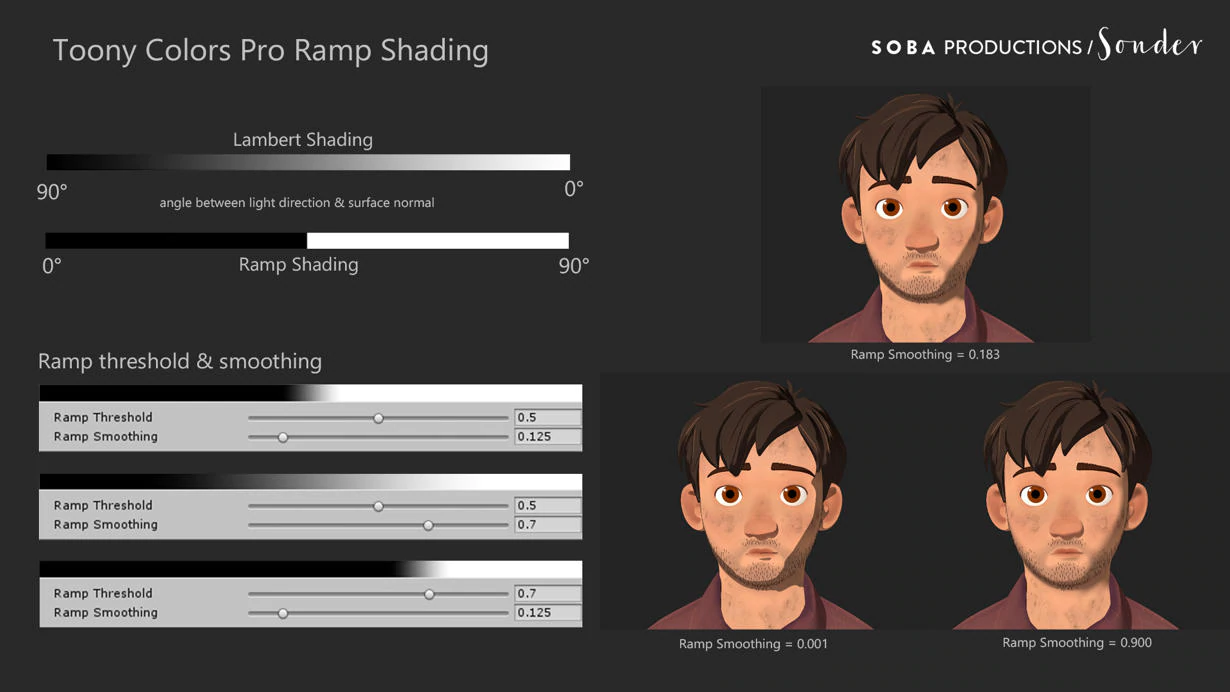 Toony Colors Pro Ramp Shading
SOBA PRODUCTIONS / Sonder
Lambert Shading
90° 0°
angle between light direction & surface normal
0° Ramp Shading 90°
Ramp threshold & smoothing
Ramp Threshold 0.5
Ramp Smoothing 0.125
Ramp Threshold 0.5
Ramp Smoothing 0.7
Ramp Threshold 0.7
Ramp Smoothing 0.125
Ramp Smoothing = 0.183
Ramp Smoothing = 0.001
Ramp Smoothing = 0.900